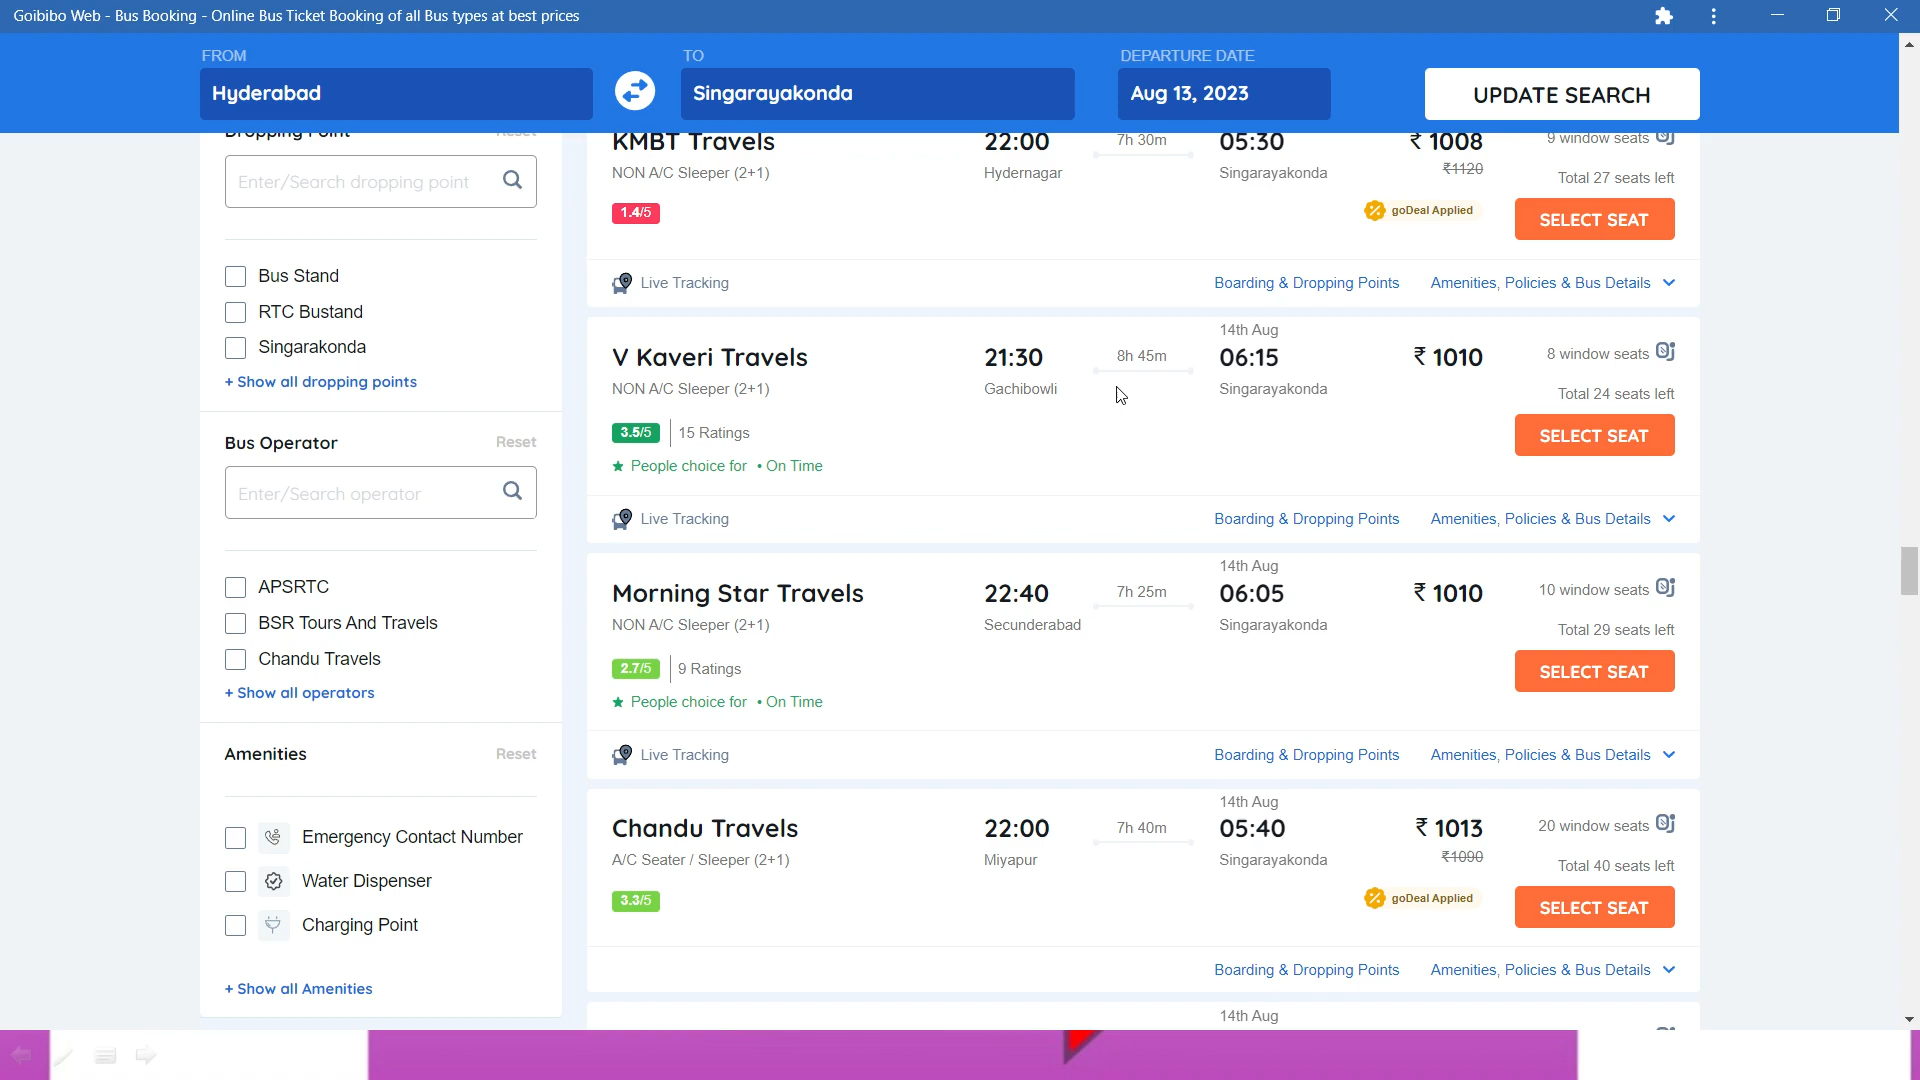 Goibibo Web - Bus Booking - Online Bus Ticket Booking of all Bus types at best prices
FROM
TO
DEPARTURE DATE
Hyderabad
Singarayakonda
Aug 13, 2023
UPDATE SEARCH
Dropping Point
Reset
Enter/Search dropping point
Bus Stand
RTC Bustand
Singarakonda
+ Show all dropping points
Bus Operator
Reset
Enter/Search operator
APSRTC
BSR Tours And Travels
Chandu Travels
+ Show all operators
Amenities
Reset
Emergency Contact Number
Water Dispenser
Charging Point
+ Show all Amenities
KMBT Travels
22:00
7h 30m
05:30
₹ 1008
9 window seats
NON A/C Sleeper (2+1)
Hydernagar
Singarayakonda
₹1120
Total 27 seats left
1.4/5
goDeal Applied
SELECT SEAT
Live Tracking
Boarding & Dropping Points
Amenities, Policies & Bus Details
14th Aug
V Kaveri Travels
21:30
8h 45m
06:15
₹ 1010
8 window seats
NON A/C Sleeper (2+1)
Gachibowli
Singarayakonda
Total 24 seats left
3.5/5
15 Ratings
SELECT SEAT
★ People choice for • On Time
Live Tracking
Boarding & Dropping Points
Amenities, Policies & Bus Details
14th Aug
Morning Star Travels
22:40
7h 25m
06:05
₹ 1010
10 window seats
NON A/C Sleeper (2+1)
Secunderabad
Singarayakonda
Total 29 seats left
2.7/5
9 Ratings
SELECT SEAT
★ People choice for • On Time
Live Tracking
Boarding & Dropping Points
Amenities, Policies & Bus Details
14th Aug
Chandu Travels
22:00
7h 40m
05:40
₹ 1013
20 window seats
A/C Seater / Sleeper (2+1)
Miyapur
Singarayakonda
₹1090
Total 40 seats left
3.3/5
goDeal Applied
SELECT SEAT
Boarding & Dropping Points
Amenities, Policies & Bus Details
14th Aug